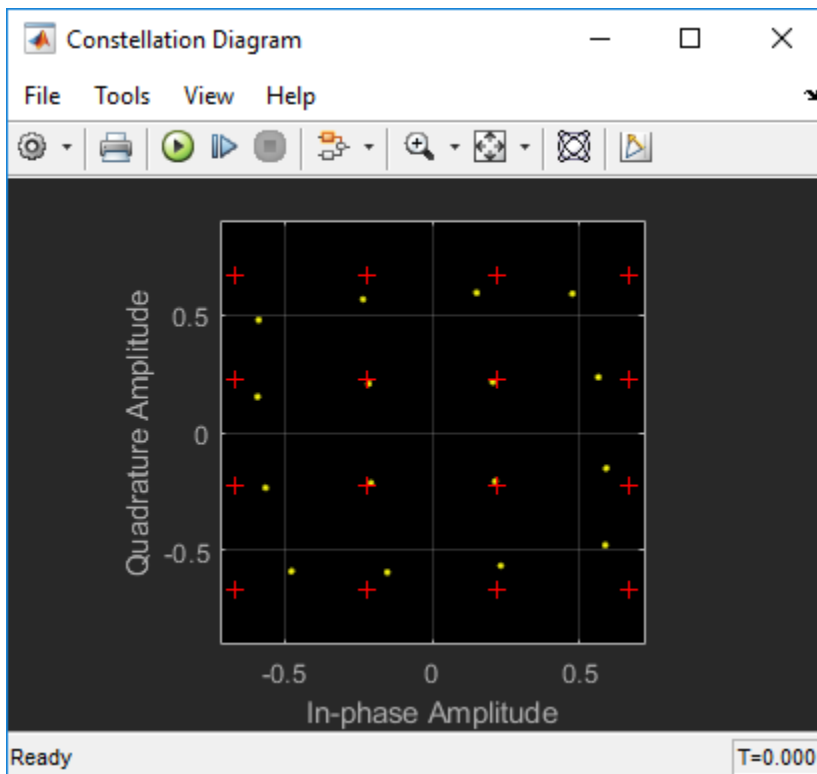 Constellation Diagram
File Tools View Help
Quadrature Amplitude
0.5
0
-0.5
-0.5 0 0.5
In-phase Amplitude
Ready T=0.000